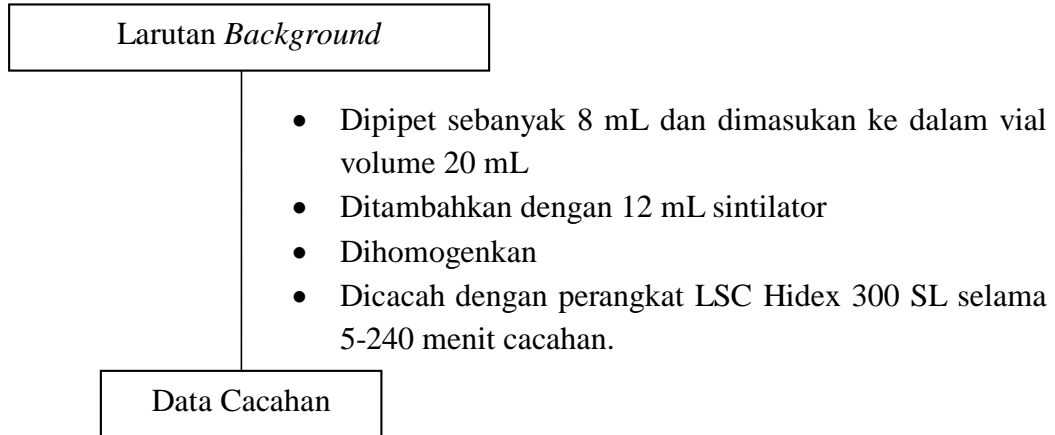 Larutan Background
• Dipipet sebanyak 8 mL dan dimasukan ke dalam vial
volume 20 mL
• Ditambahkan dengan 12 mL sintilator
• Dihomogenkan
• Dicacah dengan perangkat LSC Hidex 300 SL selama
5-240 menit cacahan.
Data Cacahan